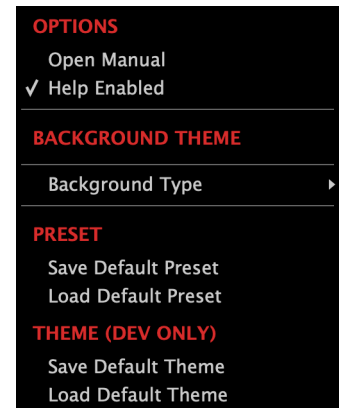 OPTIONS
Open Manual
✓ Help Enabled
BACKGROUND THEME
Background Type
PRESET
Save Default Preset
Load Default Preset
THEME (DEV ONLY)
Save Default Theme
Load Default Theme